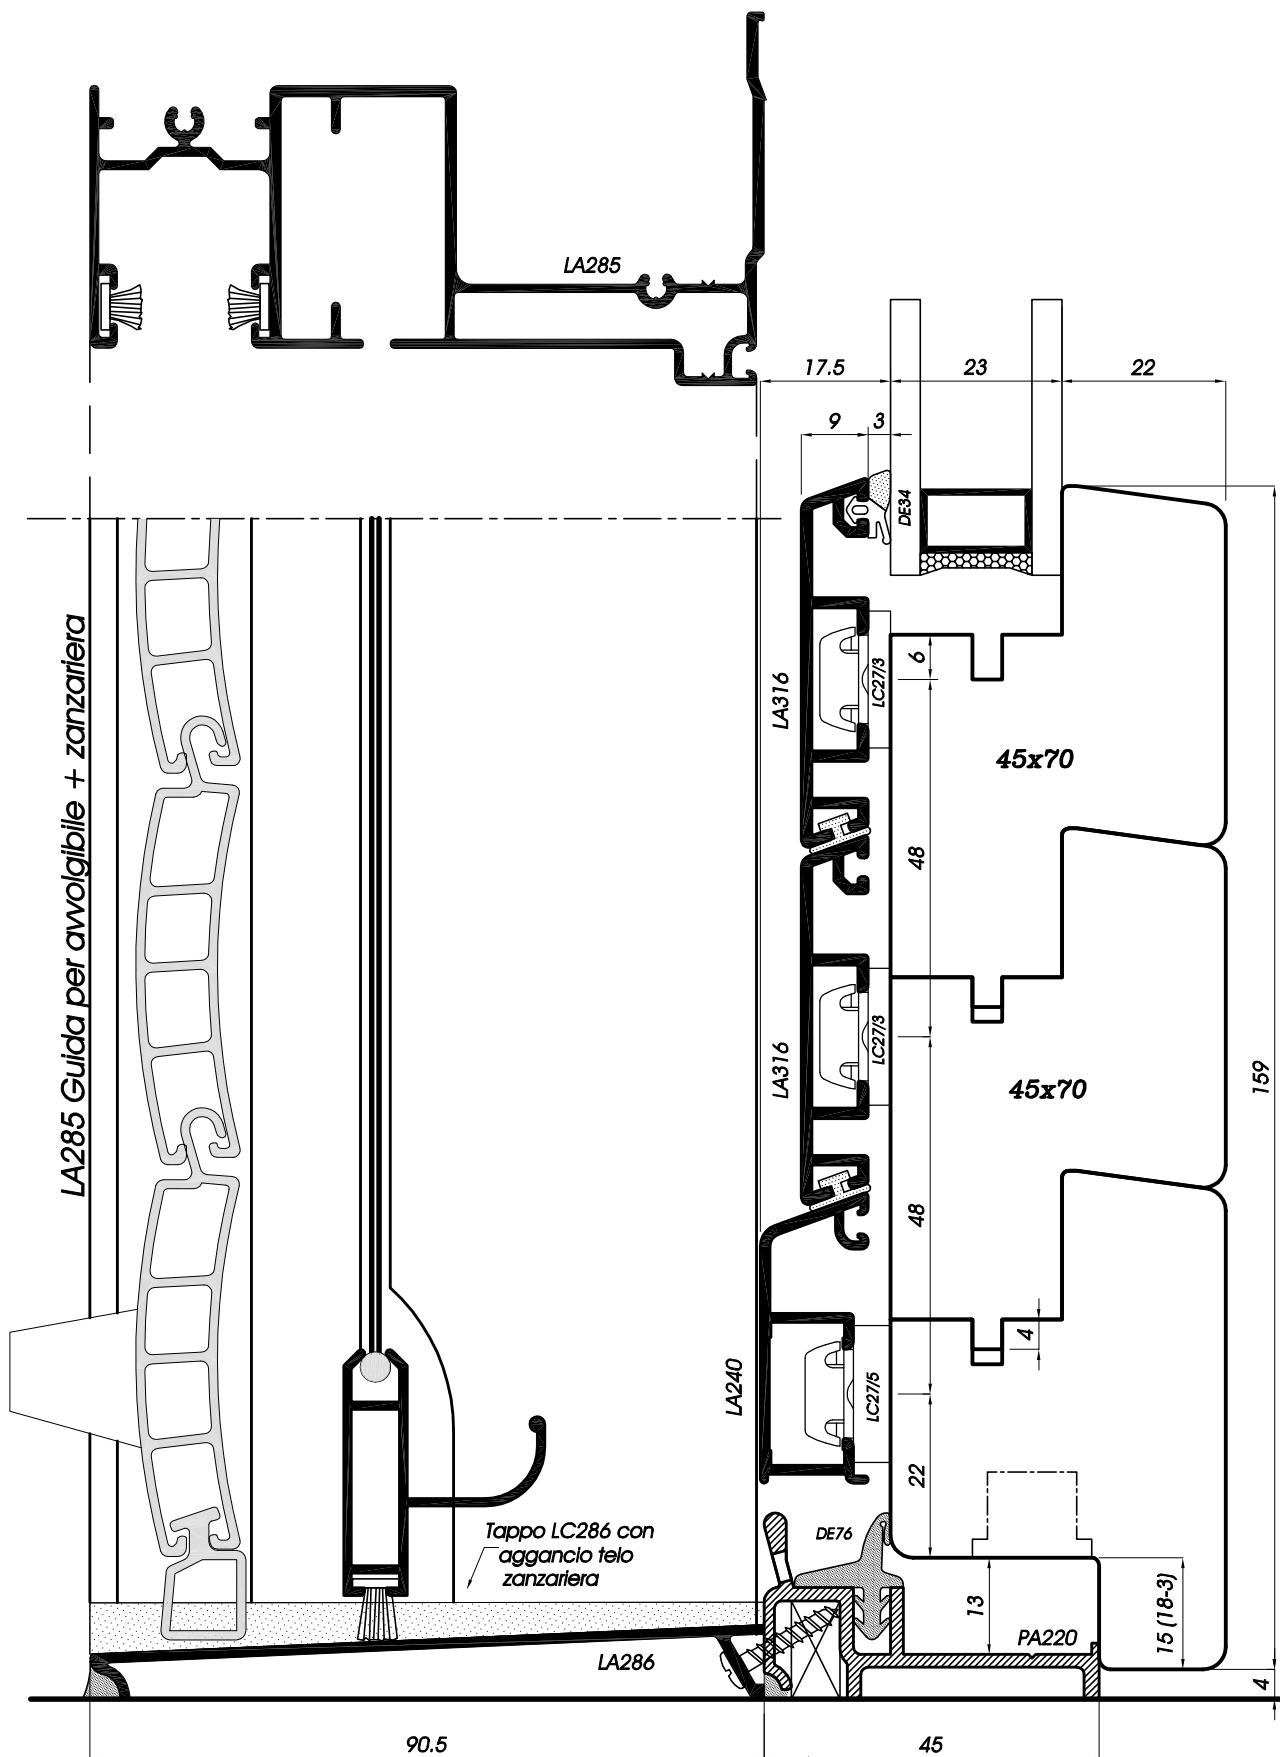 LA285
17.5
23
22
9
3
DE34
LA285 Guida per avvolgibile + zanzariera
6
LA316
LC27/3
45x70
48
LA316
LC27/3
45x70
159
48
4
LA240
LC27/5
22
Tappo LC286 con
aggancio telo
zanzariera
DE76
13
15 (18-3)
PA220
LA286
4
90.5
45